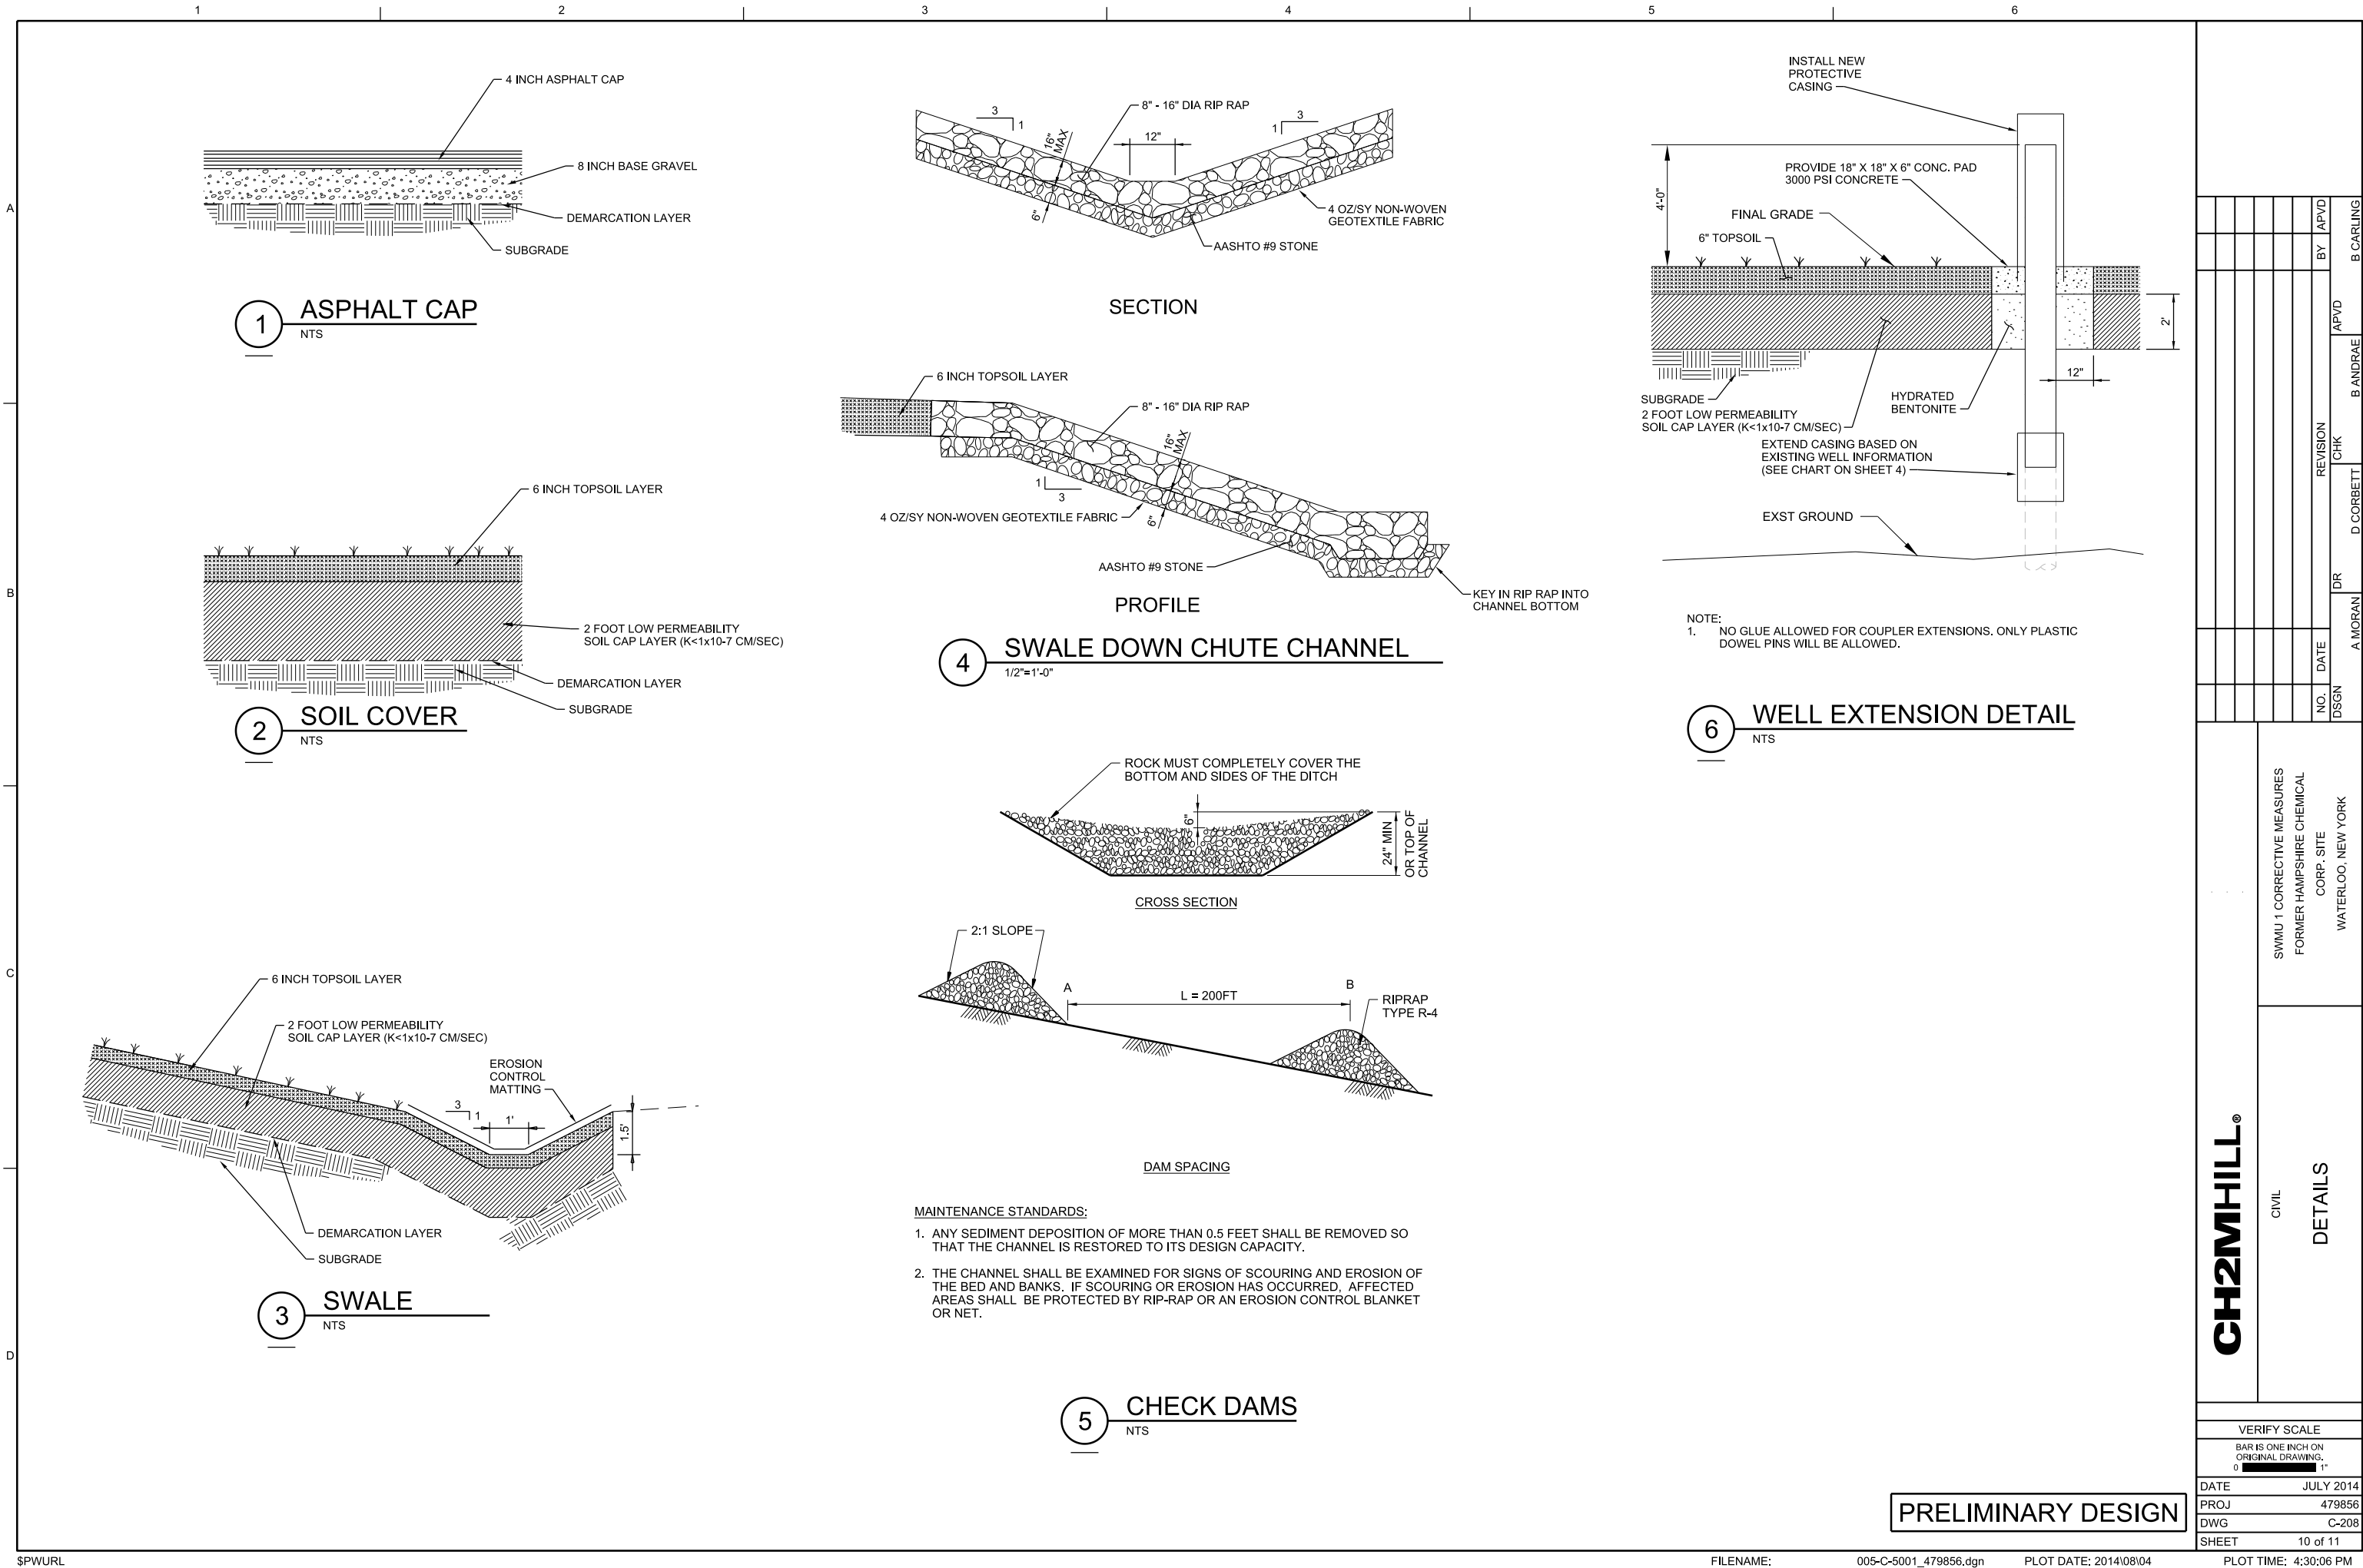 1 2 3 4 5 6
A
B
C
D
4 INCH ASPHALT CAP
8 INCH BASE GRAVEL
DEMARCATION LAYER
SUBGRADE
1 ASPHALT CAP
NTS
6 INCH TOPSOIL LAYER
2 FOOT LOW PERMEABILITY
SOIL CAP LAYER (K<1x10-7 CM/SEC)
DEMARCATION LAYER
SUBGRADE
2 SOIL COVER
NTS
6 INCH TOPSOIL LAYER
2 FOOT LOW PERMEABILITY
SOIL CAP LAYER (K<1x10-7 CM/SEC)
EROSION
CONTROL
MATTING
3
1
1'
1.5'
DEMARCATION LAYER
SUBGRADE
3 SWALE
NTS
3
1
16"
MAX
8" - 16" DIA RIP RAP
12"
3
1
6"
4 OZ/SY NON-WOVEN
GEOTEXTILE FABRIC
AASHTO #9 STONE
SECTION
6 INCH TOPSOIL LAYER
8" - 16" DIA RIP RAP
16"
MAX
1
3
4 OZ/SY NON-WOVEN GEOTEXTILE FABRIC
6"
AASHTO #9 STONE
KEY IN RIP RAP INTO
CHANNEL BOTTOM
PROFILE
4 SWALE DOWN CHUTE CHANNEL
1/2"=1'-0"
ROCK MUST COMPLETELY COVER THE
BOTTOM AND SIDES OF THE DITCH
6"
24" MIN
OR TOP OF
CHANNEL
CROSS SECTION
2:1 SLOPE
A
B
L = 200FT
RIPRAP
TYPE R-4
DAM SPACING
MAINTENANCE STANDARDS:
1. ANY SEDIMENT DEPOSITION OF MORE THAN 0.5 FEET SHALL BE REMOVED SO
THAT THE CHANNEL IS RESTORED TO ITS DESIGN CAPACITY.
2. THE CHANNEL SHALL BE EXAMINED FOR SIGNS OF SCOURING AND EROSION OF
THE BED AND BANKS. IF SCOURING OR EROSION HAS OCCURRED, AFFECTED
AREAS SHALL BE PROTECTED BY RIP-RAP OR AN EROSION CONTROL BLANKET
OR NET.
5 CHECK DAMS
NTS
INSTALL NEW
PROTECTIVE
CASING
PROVIDE 18" X 18" X 6" CONC. PAD
3000 PSI CONCRETE
4'-0"
FINAL GRADE
6" TOPSOIL
2'
12"
SUBGRADE
HYDRATED
BENTONITE
2 FOOT LOW PERMEABILITY
SOIL CAP LAYER (K<1x10-7 CM/SEC)
EXTEND CASING BASED ON
EXISTING WELL INFORMATION
(SEE CHART ON SHEET 4)
EXST GROUND
NOTE:
1. NO GLUE ALLOWED FOR COUPLER EXTENSIONS. ONLY PLASTIC
DOWEL PINS WILL BE ALLOWED.
6 WELL EXTENSION DETAIL
NTS
NO. DATE REVISION BY APVD
DSGN DR CHK APVD
A MORAN D CORBETT B ANDRAE B CARLING
SWMU 1 CORRECTIVE MEASURES
FORMER HAMPSHIRE CHEMICAL
CORP. SITE
WATERLOO, NEW YORK
CH2MHILL®
CIVIL
DETAILS
VERIFY SCALE
BAR IS ONE INCH ON
ORIGINAL DRAWING.
0 1"
DATE JULY 2014
PROJ 479856
DWG C-208
SHEET 10 of 11
PRELIMINARY DESIGN
$PWURL
FILENAME: 005-C-5001_479856.dgn PLOT DATE: 2014\08\04 PLOT TIME: 4:30:06 PM